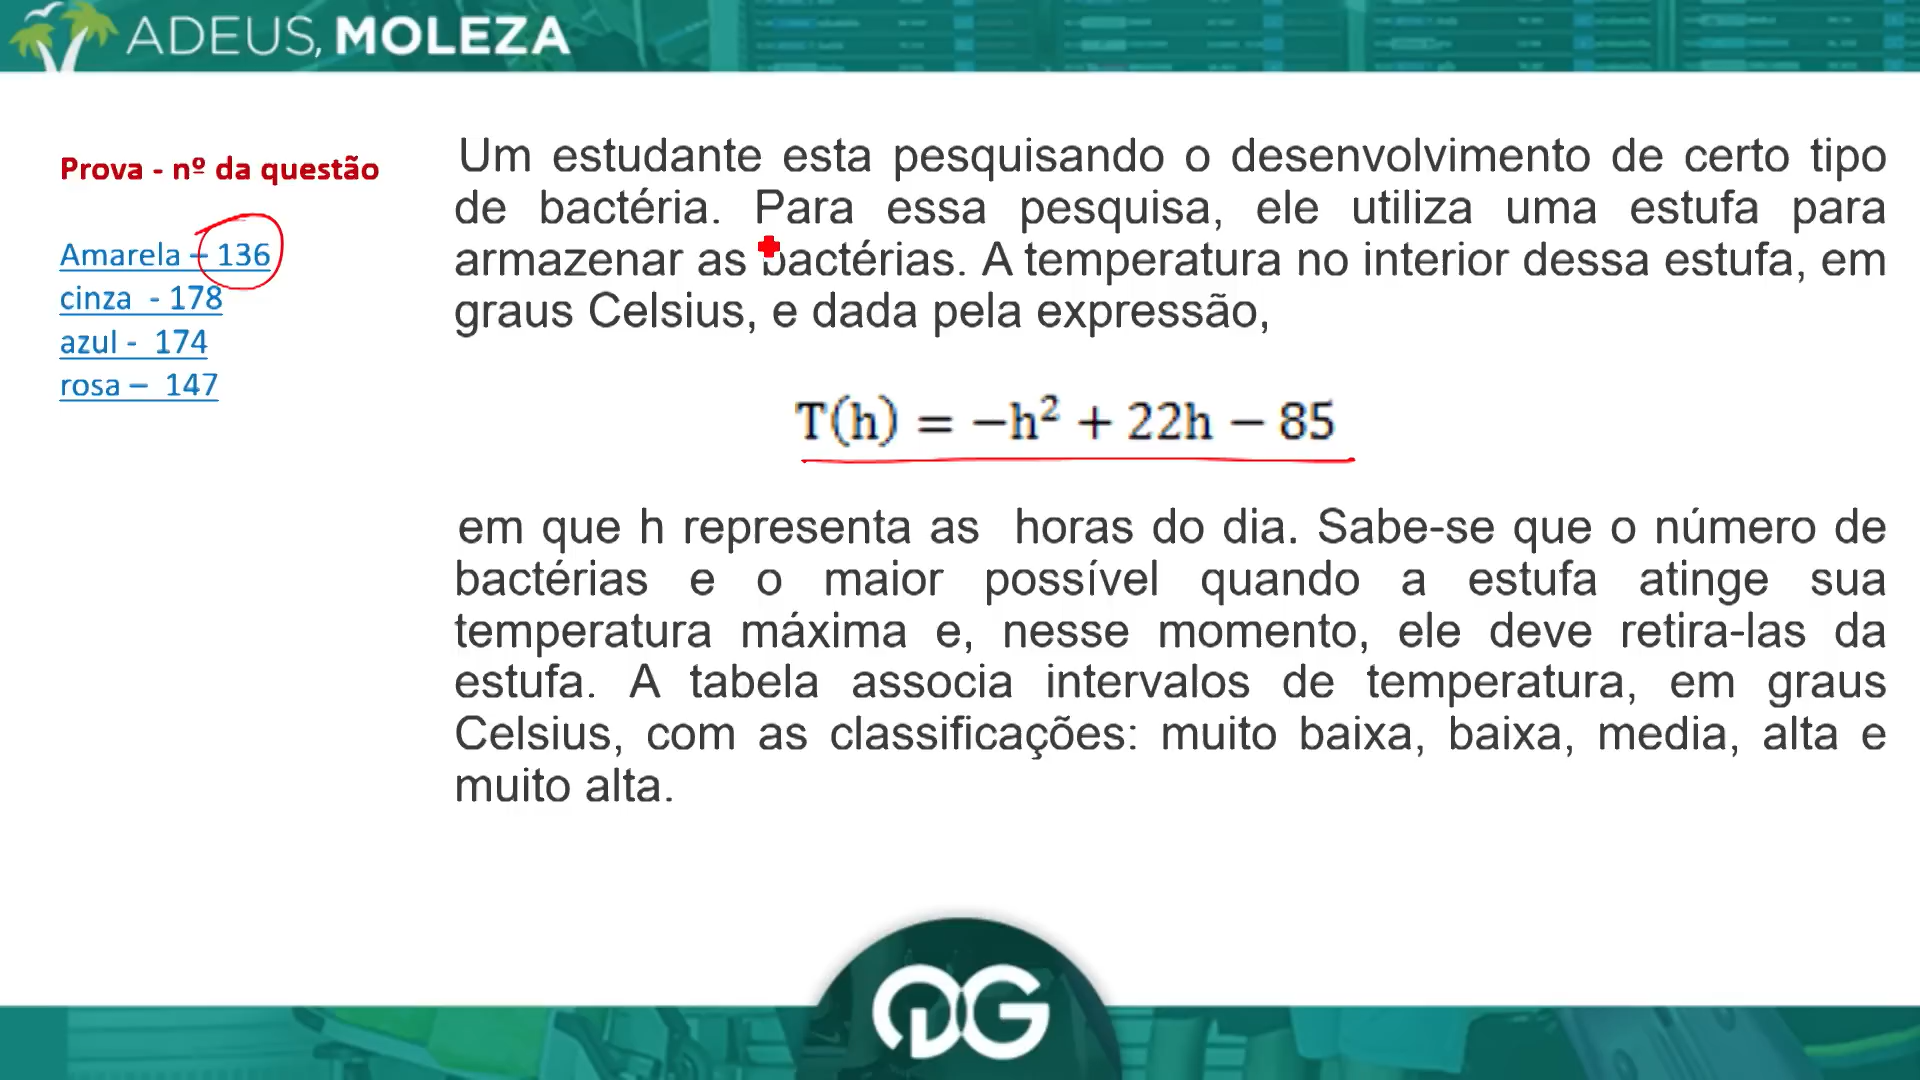 ADEUS, MOLEZA
Prova - nº da questão
Amarela – 136
cinza - 178
azul - 174
rosa – 147
Um estudante esta pesquisando o desenvolvimento de certo tipo
de bactéria. Para essa pesquisa, ele utiliza uma estufa para
armazenar as bactérias. A temperatura no interior dessa estufa, em
graus Celsius, e dada pela expressão,
T(h) = −h² + 22h − 85
em que h representa as horas do dia. Sabe-se que o número de
bactérias e o maior possível quando a estufa atinge sua
temperatura máxima e, nesse momento, ele deve retira-las da
estufa. A tabela associa intervalos de temperatura, em graus
Celsius, com as classificações: muito baixa, baixa, media, alta e
muito alta.
QG